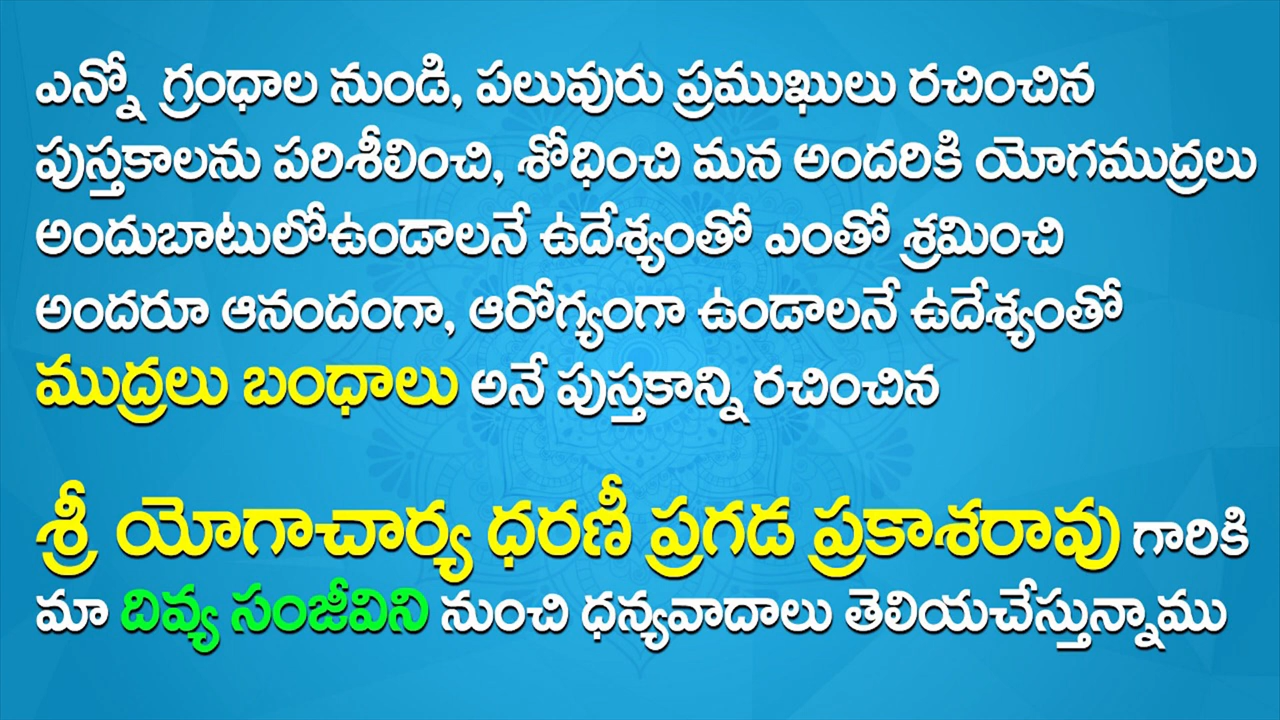 ఎన్నో గ్రంధాల నుండి, పలువురు ప్రముఖులు రచించిన
పుస్తకాలను పరిశీలించి, శోధించి మన అందరికి యోగముద్రలు
అందుబాటులోఉండాలనే ఉదేశ్యంతో ఎంతో శ్రమించి
అందరూ ఆనందంగా, ఆరోగ్యంగా ఉండాలనే ఉదేశ్యంతో
ముద్రలు బంధాలు అనే పుస్తకాన్ని రచించిన
శ్రీ యోగాచార్య ధరణీ ప్రగడ ప్రకాశరావు గారికి
మా దివ్య సంజీవిని నుంచి ధన్యవాదాలు తెలియచేస్తున్నాము